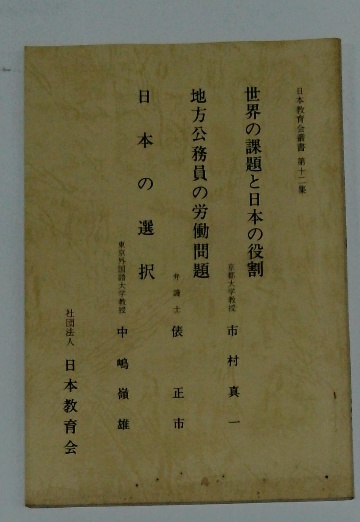 日本教育会叢書 第十二集
世界の課題と日本の役割
京都大学教授 市村真一
地方公務員の労働問題
弁護士 俵正市
日本の選択
東京外国語大学教授 中嶋嶺雄
社団法人 日本教育会